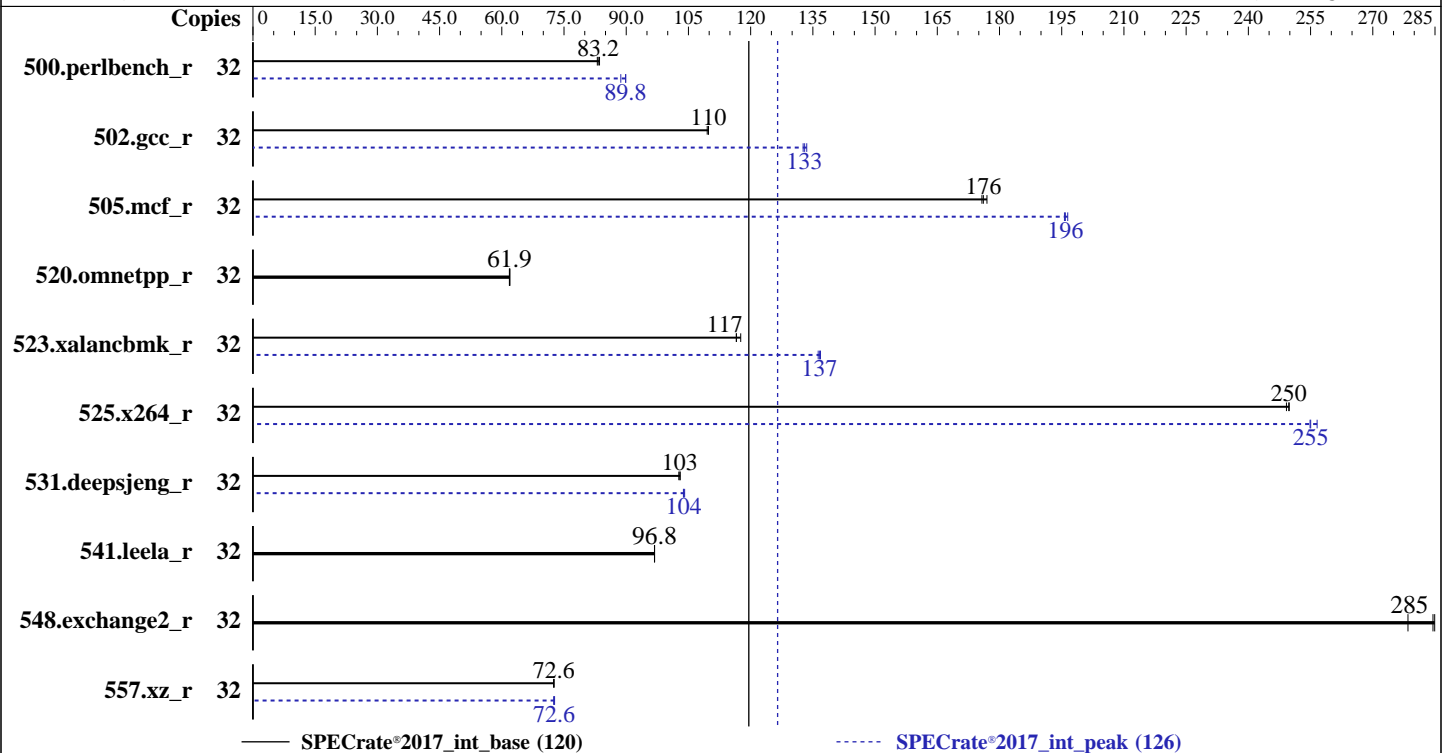 Copies 0 15.0 30.0 45.0 60.0 75.0 90.0 105 120 135 150 165 180 195 210 225 240 255 270 285
83.2
500.perlbench_r 32
89.8
110
502.gcc_r 32
133
176
505.mcf_r 32
196
61.9
520.omnetpp_r 32
117
523.xalancbmk_r 32
137
250
525.x264_r 32
255
103
531.deepsjeng_r 32
104
96.8
541.leela_r 32
285
548.exchange2_r 32
72.6
557.xz_r 32
72.6
SPECrate®2017_int_base (120) SPECrate®2017_int_peak (126)